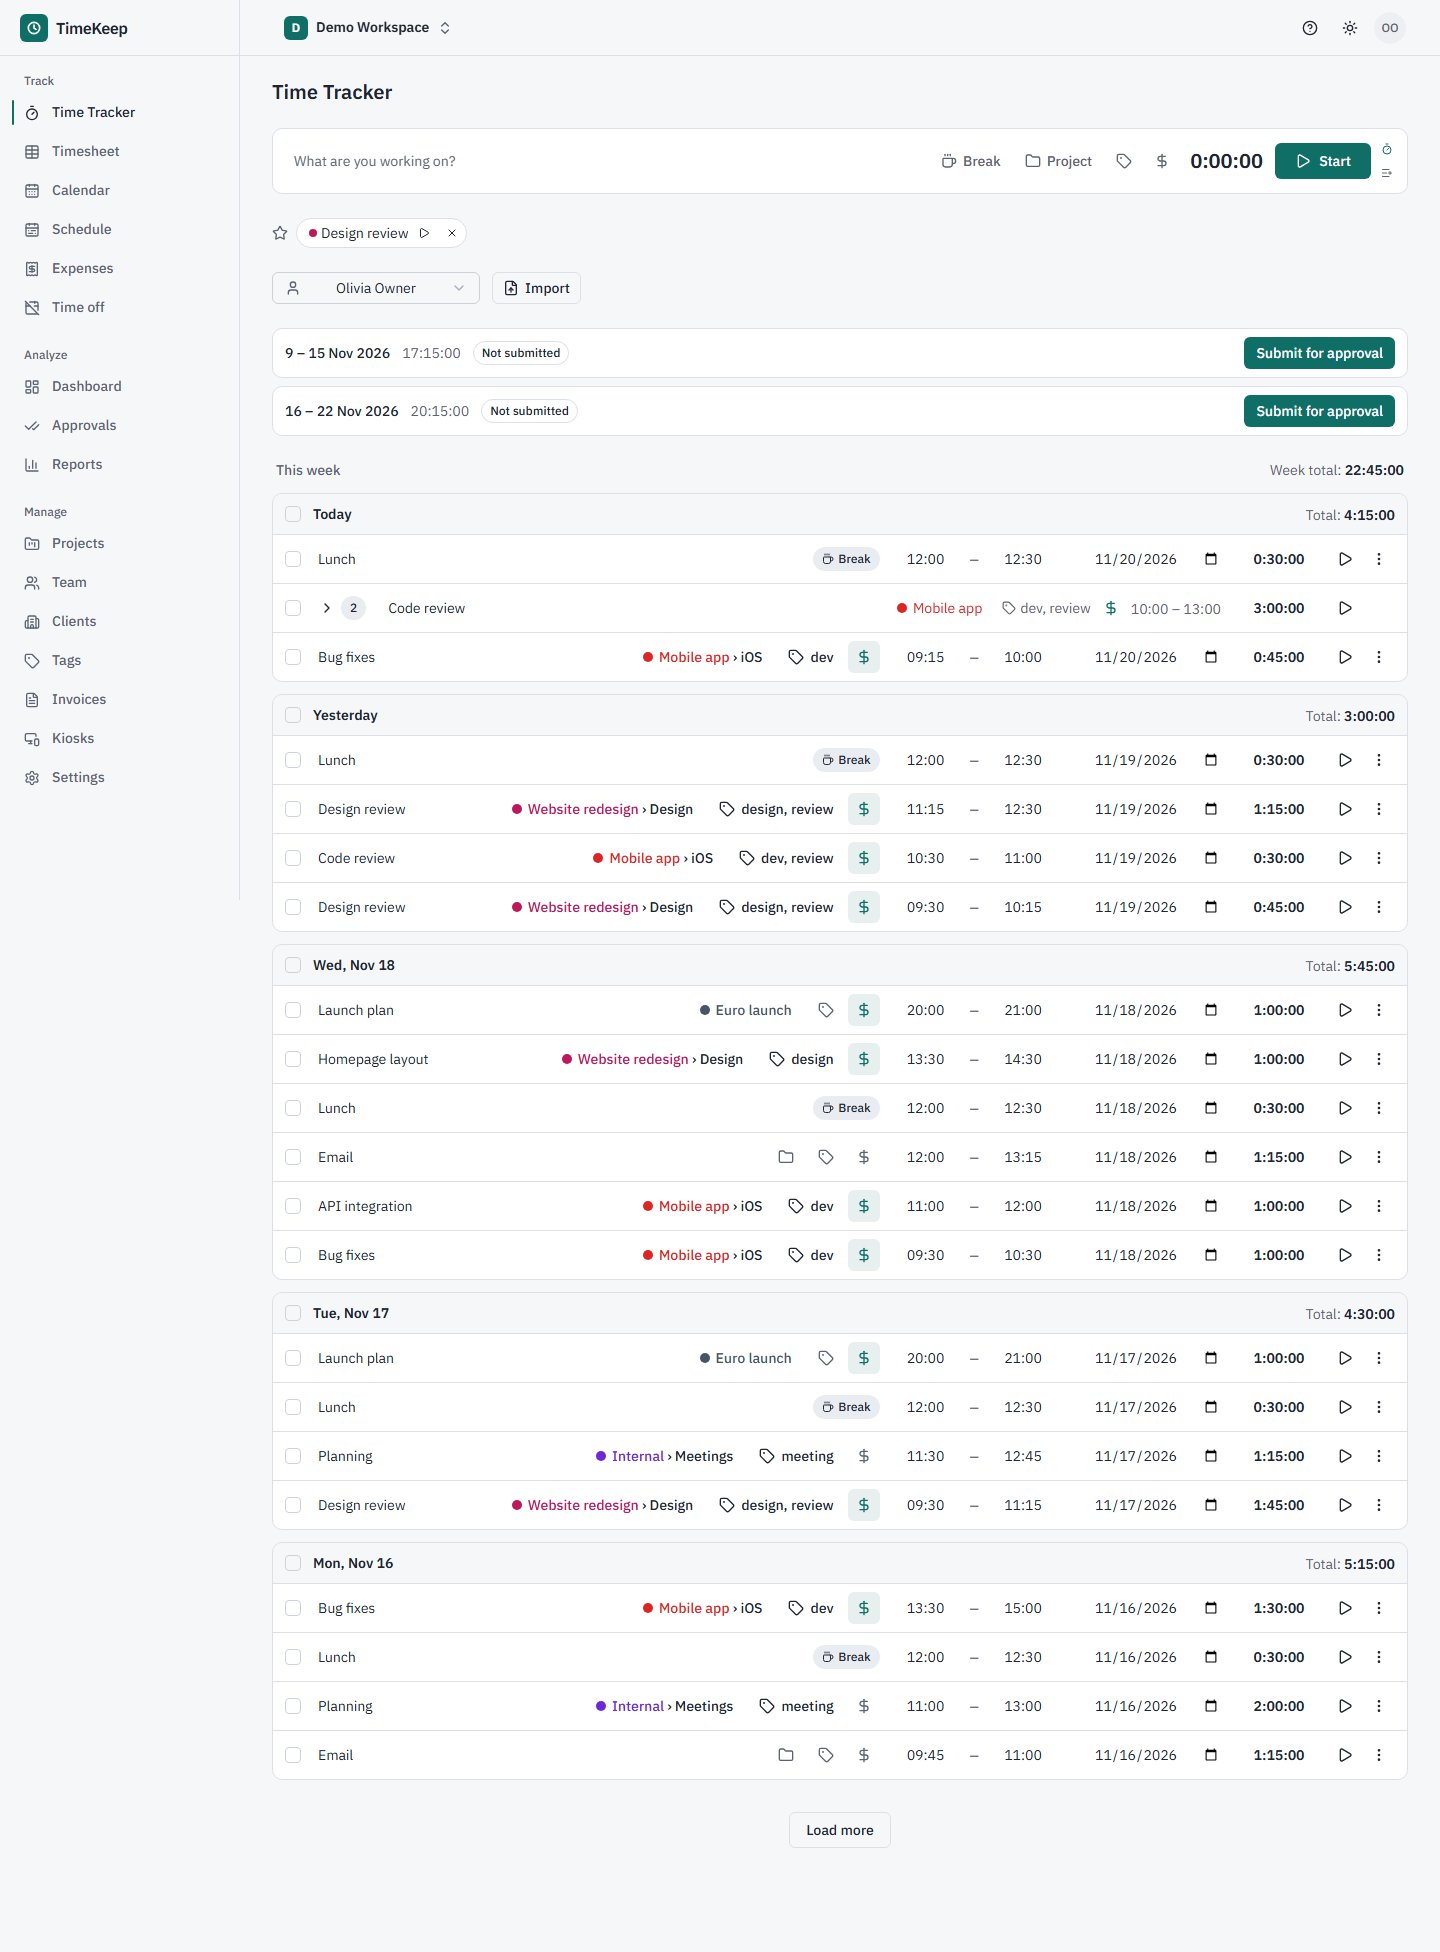 TimeKeep
D Demo Workspace
OO
Track
Time Tracker
Timesheet
Calendar
Schedule
Expenses
Time off
Analyze
Dashboard
Approvals
Reports
Manage
Projects
Team
Clients
Tags
Invoices
Kiosks
Settings
Time Tracker
What are you working on? Break Project $ 0:00:00 Start
Design review
Olivia Owner Import
9 – 15 Nov 2026 17:15:00 Not submitted Submit for approval
16 – 22 Nov 2026 20:15:00 Not submitted Submit for approval
This week Week total: 22:45:00
Today Total: 4:15:00
Lunch Break 12:00 – 12:30 11/20/2026 0:30:00
2 Code review Mobile app dev, review $ 10:00 – 13:00 3:00:00
Bug fixes Mobile app › iOS dev $ 09:15 – 10:00 11/20/2026 0:45:00
Yesterday Total: 3:00:00
Lunch Break 12:00 – 12:30 11/19/2026 0:30:00
Design review Website redesign › Design design, review $ 11:15 – 12:30 11/19/2026 1:15:00
Code review Mobile app › iOS dev, review $ 10:30 – 11:00 11/19/2026 0:30:00
Design review Website redesign › Design design, review $ 09:30 – 10:15 11/19/2026 0:45:00
Wed, Nov 18 Total: 5:45:00
Launch plan Euro launch $ 20:00 – 21:00 11/18/2026 1:00:00
Homepage layout Website redesign › Design design $ 13:30 – 14:30 11/18/2026 1:00:00
Lunch Break 12:00 – 12:30 11/18/2026 0:30:00
Email $ 12:00 – 13:15 11/18/2026 1:15:00
API integration Mobile app › iOS dev $ 11:00 – 12:00 11/18/2026 1:00:00
Bug fixes Mobile app › iOS dev $ 09:30 – 10:30 11/18/2026 1:00:00
Tue, Nov 17 Total: 4:30:00
Launch plan Euro launch $ 20:00 – 21:00 11/17/2026 1:00:00
Lunch Break 12:00 – 12:30 11/17/2026 0:30:00
Planning Internal › Meetings meeting $ 11:30 – 12:45 11/17/2026 1:15:00
Design review Website redesign › Design design, review $ 09:30 – 11:15 11/17/2026 1:45:00
Mon, Nov 16 Total: 5:15:00
Bug fixes Mobile app › iOS dev $ 13:30 – 15:00 11/16/2026 1:30:00
Lunch Break 12:00 – 12:30 11/16/2026 0:30:00
Planning Internal › Meetings meeting $ 11:00 – 13:00 11/16/2026 2:00:00
Email $ 09:45 – 11:00 11/16/2026 1:15:00
Load more